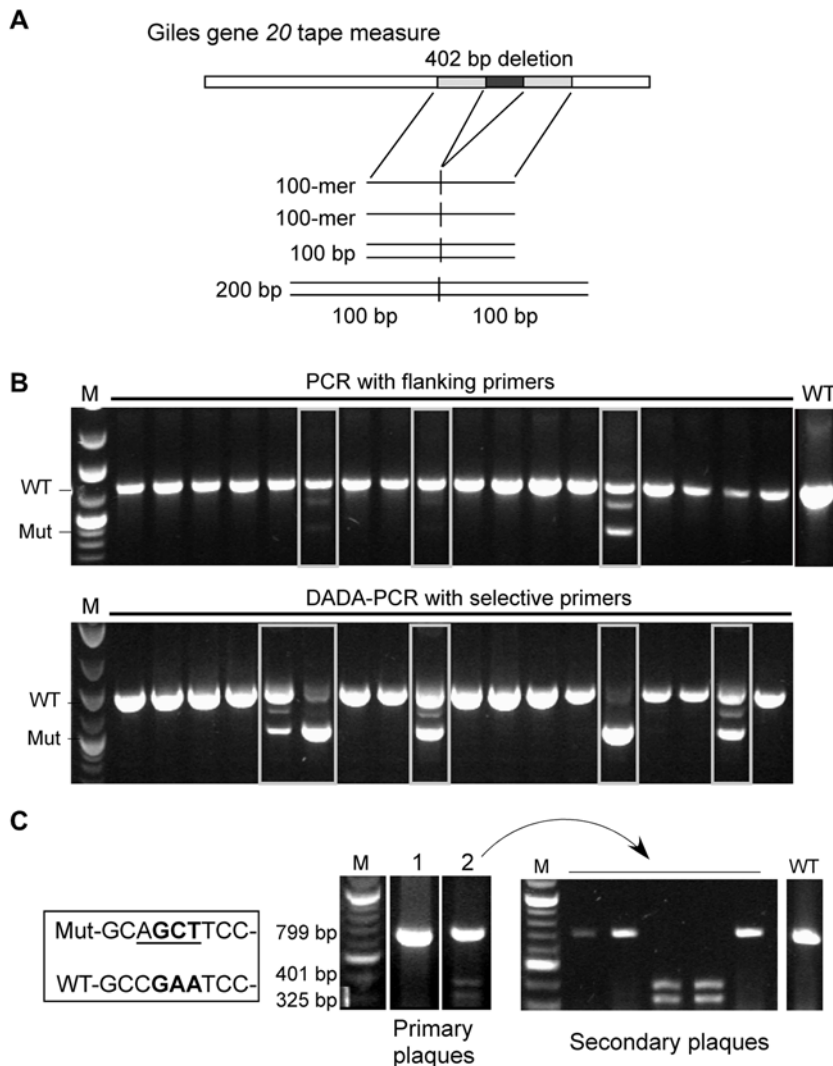 A
Giles gene 20 tape measure
402 bp deletion
100-mer
100-mer
100 bp
200 bp
100 bp 100 bp
B
M PCR with flanking primers WT
WT
Mut
M DADA-PCR with selective primers
WT
Mut
C
M 1 2 M WT
Mut-GCAGCTTCC-
WT-GCCGAATCC-
799 bp
401 bp
325 bp
Primary
plaques
Secondary plaques